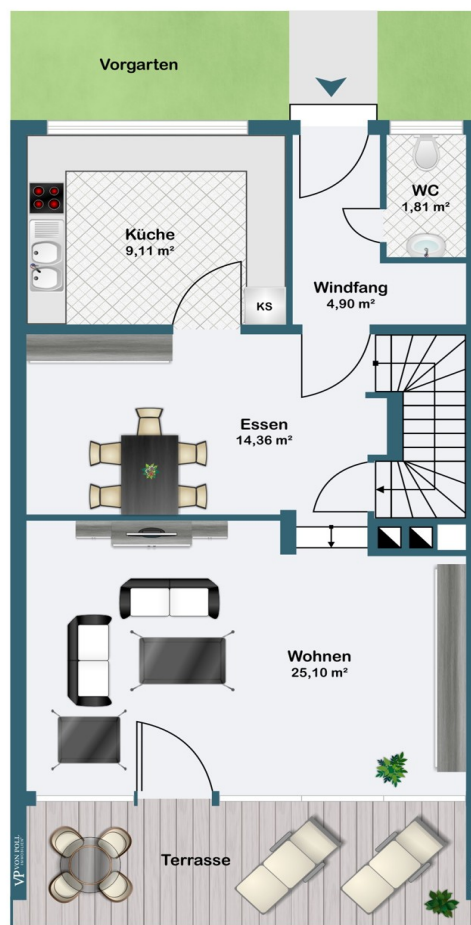 Vorgarten
WC
1,81 m²
Küche
9,11 m²
Windfang
4,90 m²
KS
Essen
14,36 m²
Wohnen
25,10 m²
Terrasse
VP VON POLL
IMMOBILIEN